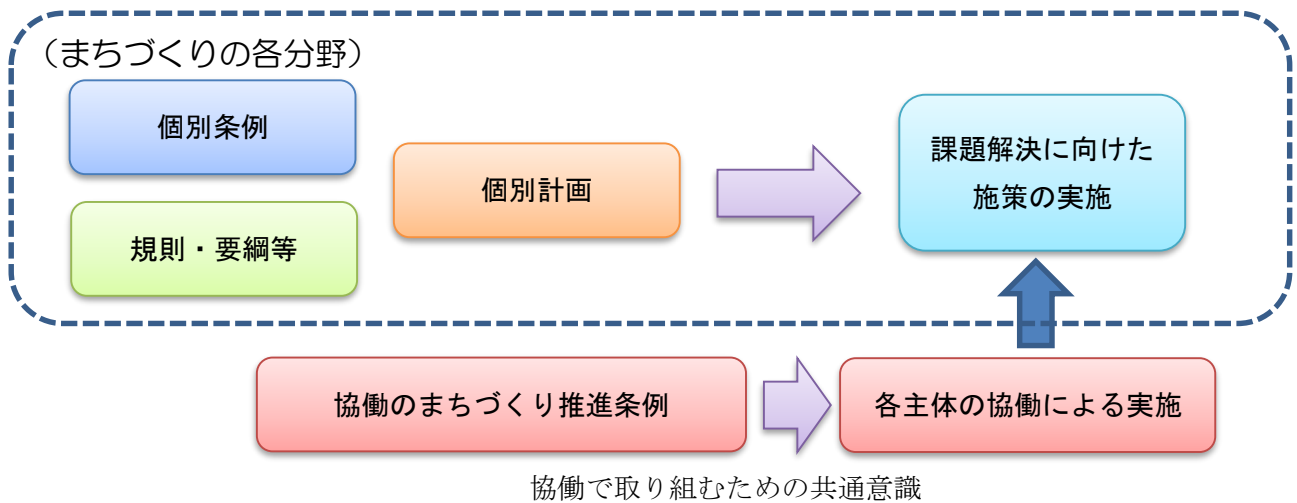 （まちづくりの各分野）
個別条例
規則・要綱等
個別計画
課題解決に向けた
施策の実施
協働のまちづくり推進条例
各主体の協働による実施
協働で取り組むための共通意識